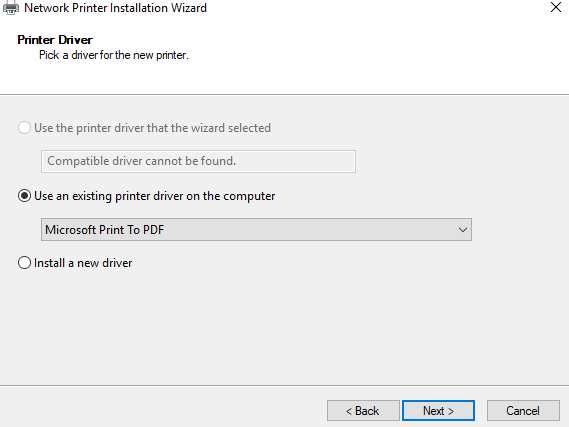 Network Printer Installation Wizard
Printer Driver
Pick a driver for the new printer.
Use the printer driver that the wizard selected
Compatible driver cannot be found.
Use an existing printer driver on the computer
Microsoft Print To PDF
Install a new driver
< Back Next > Cancel